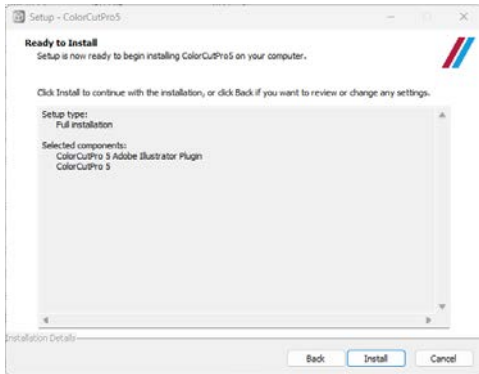 Setup - ColorCutPro5
Ready to Install
Setup is now ready to begin installing ColorCutPro5 on your computer.
Click Install to continue with the installation, or click Back if you want to review or change any settings.
Setup type:
Full installation
Selected components:
ColorCutPro 5 Adobe Illustrator Plugin
ColorCutPro 5
Installation Details
Back
Install
Cancel